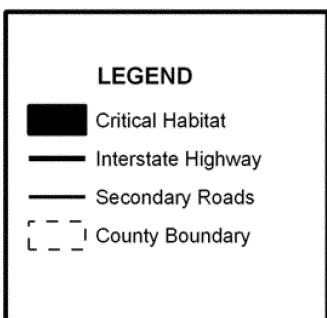 LEGEND
Critical Habitat
Interstate Highway
Secondary Roads
County Boundary